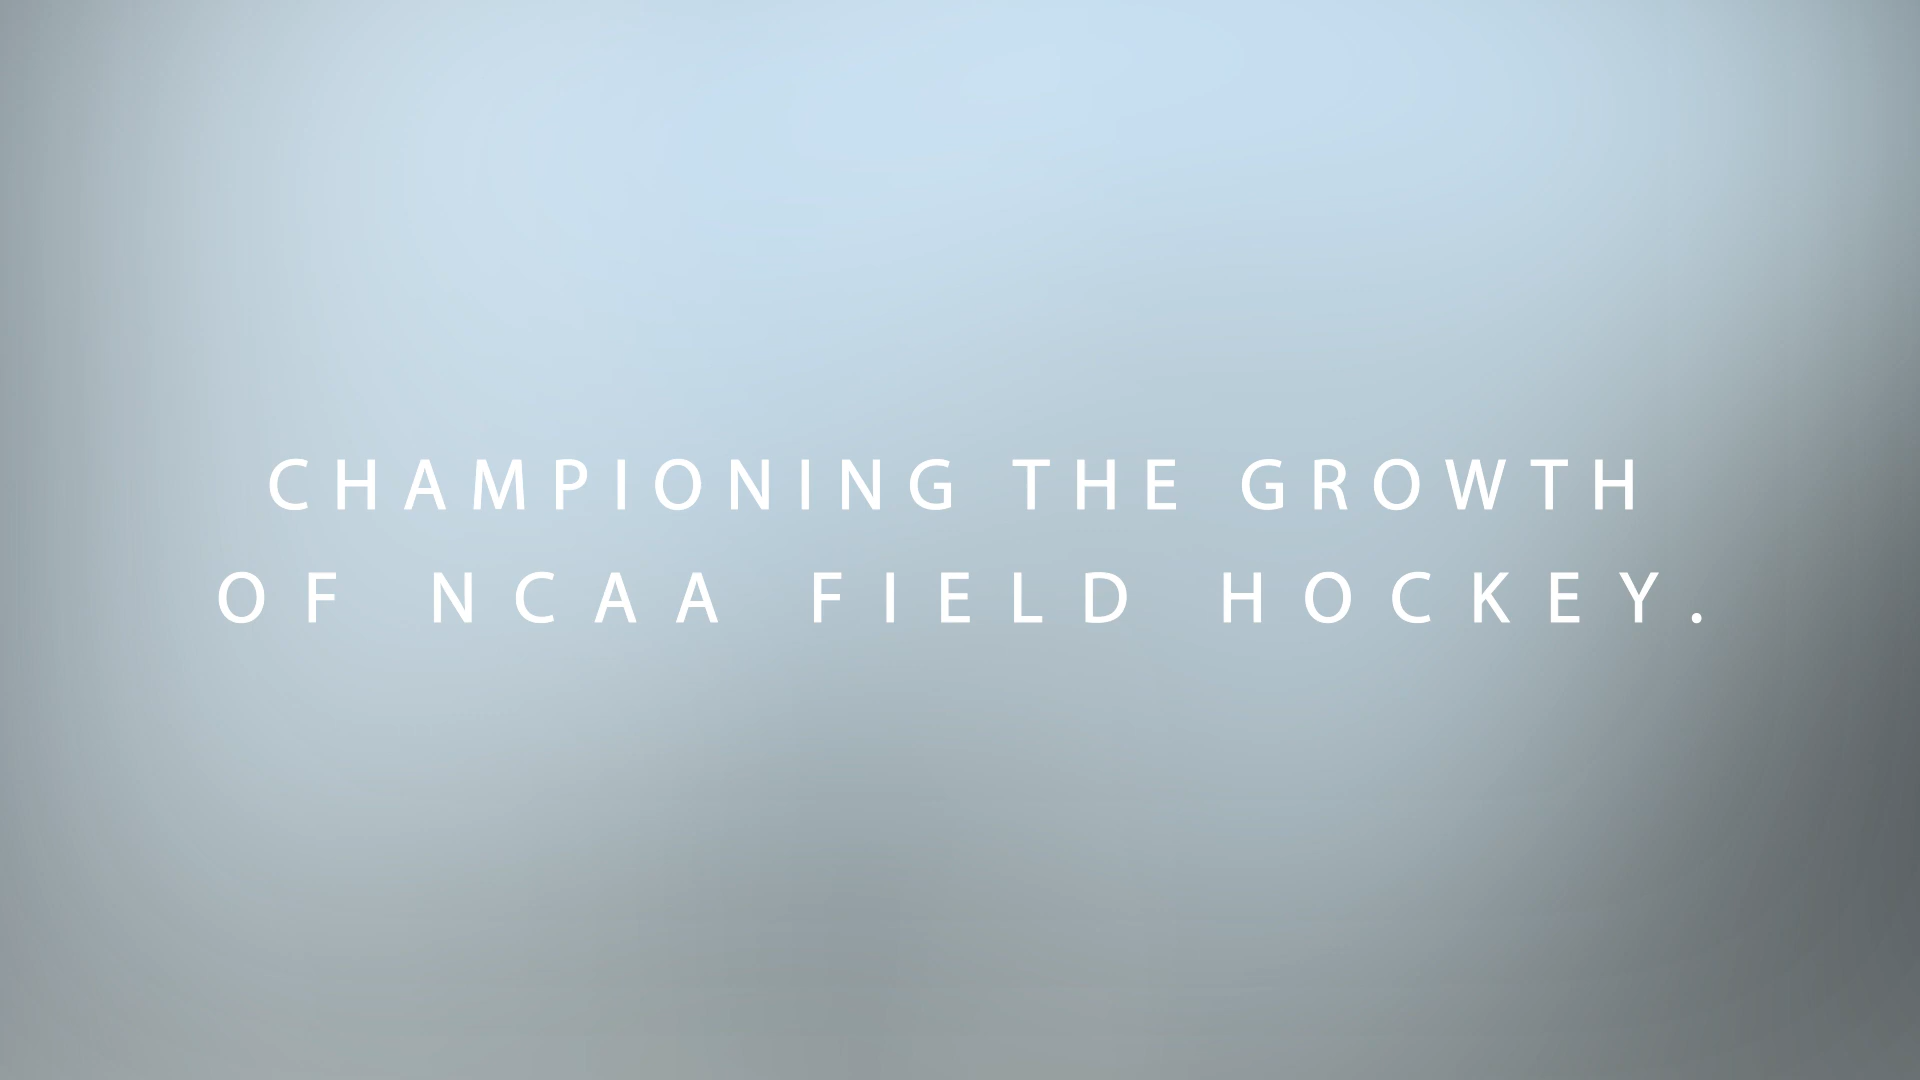 CHAMPIONING THE GROWTH
OF NCAA FIELD HOCKEY.